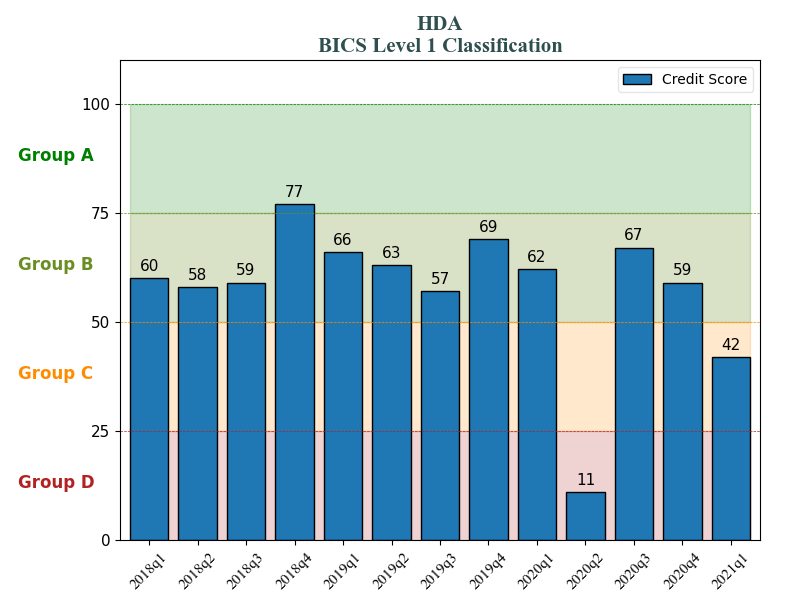 HDA
BICS Level 1 Classification
Credit Score
100
Group A
77
75
69
67
66
63
62
Group B
60
59
59
58
57
50
42
Group C
25
Group D
11
0
2018q1
2018q2
2018q3
2018q4
2019q1
2019q2
2019q3
2019q4
2020q1
2020q2
2020q3
2020q4
2021q1